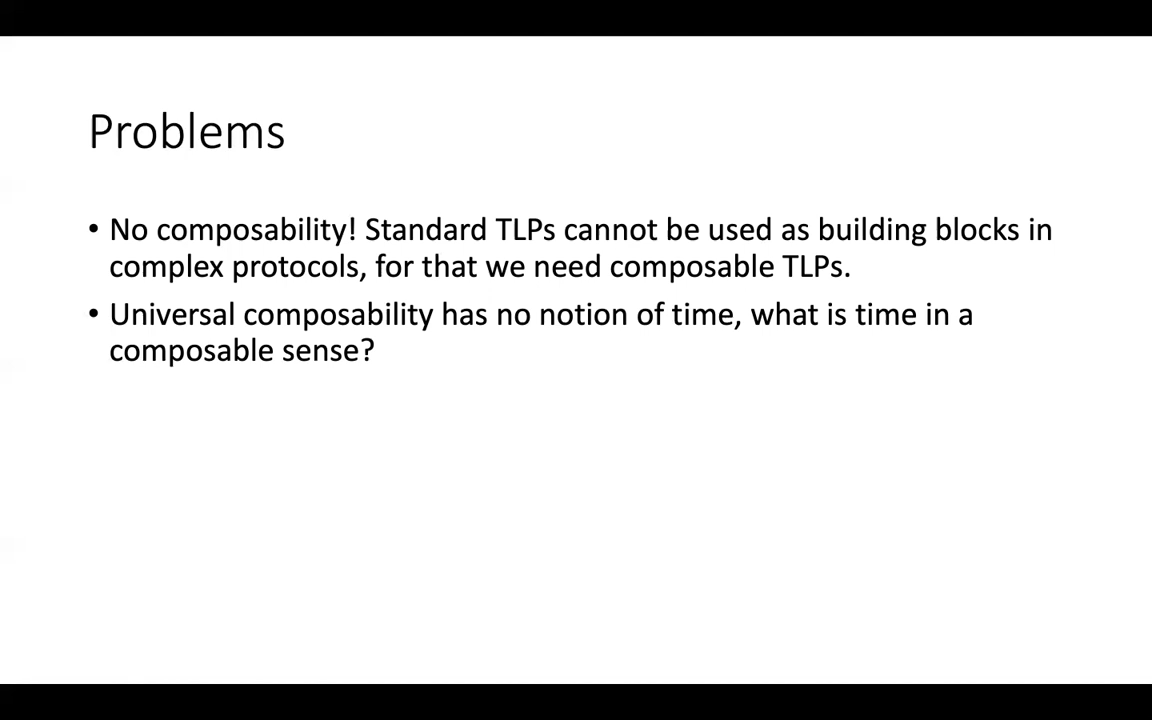 Problems
• No composability! Standard TLPs cannot be used as building blocks in
complex protocols, for that we need composable TLPs.
• Universal composability has no notion of time, what is time in a
composable sense?